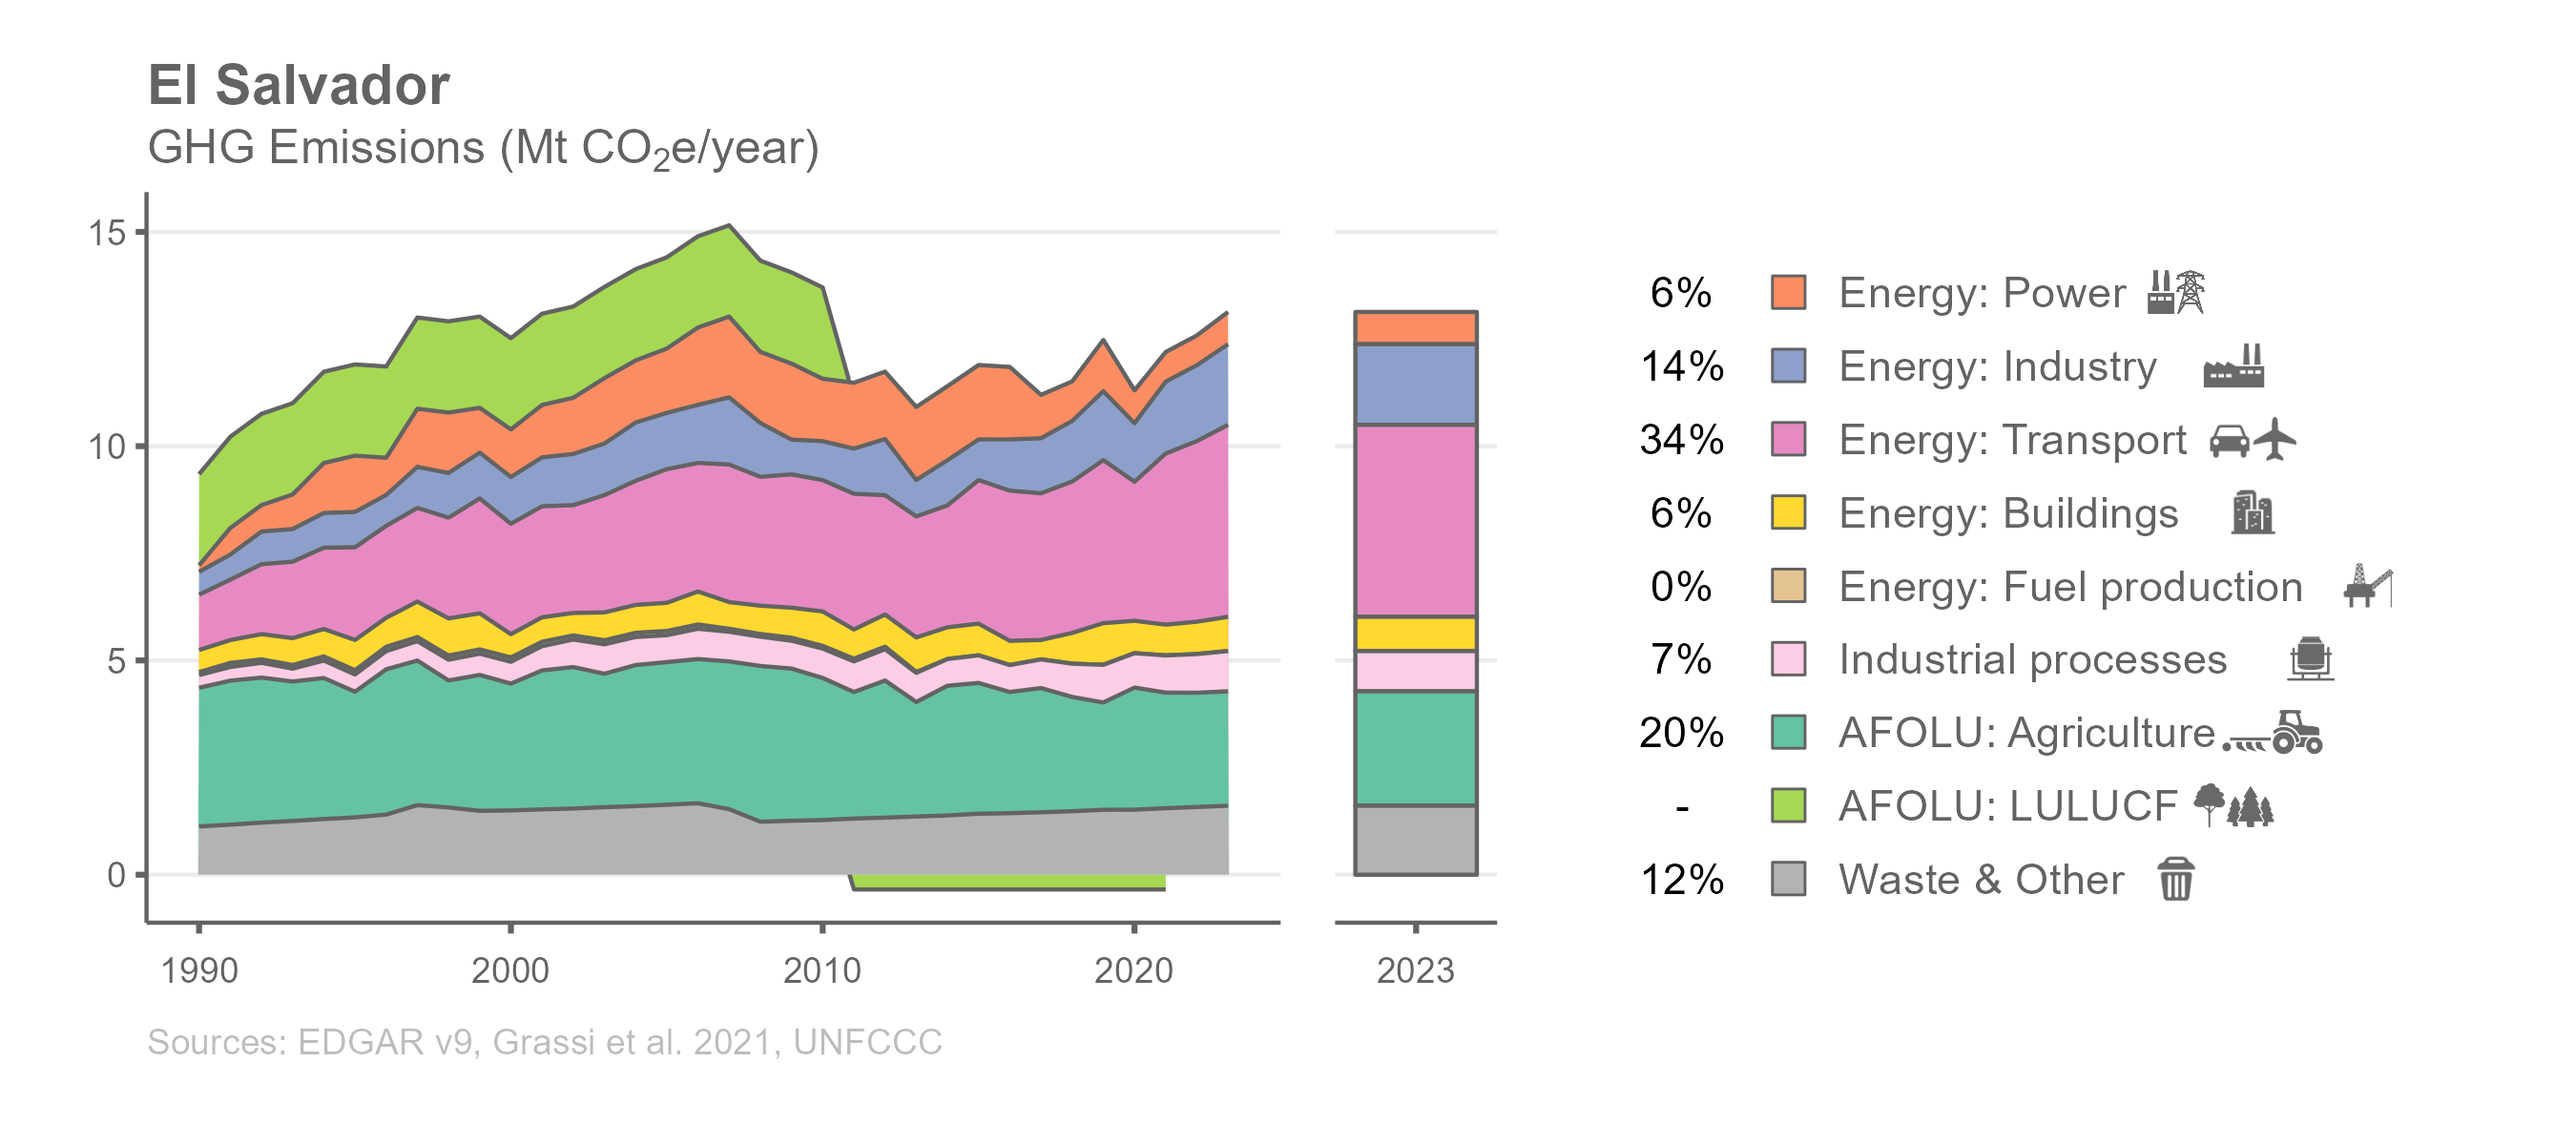 El Salvador
GHG Emissions (Mt CO₂e/year)
15
10
5
0
1990 2000 2010 2020 2023
6% Energy: Power
14% Energy: Industry
34% Energy: Transport
6% Energy: Buildings
0% Energy: Fuel production
7% Industrial processes
20% AFOLU: Agriculture
- AFOLU: LULUCF
12% Waste & Other
Sources: EDGAR v9, Grassi et al. 2021, UNFCCC